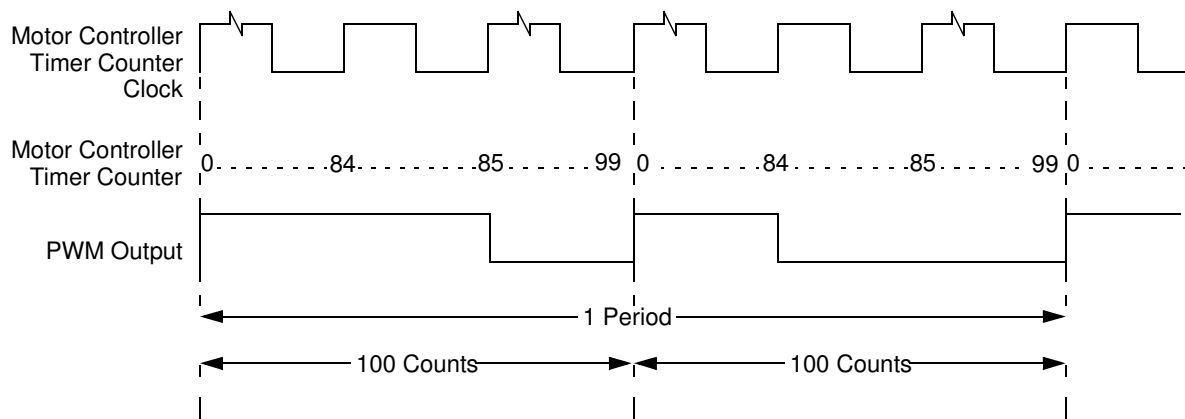 Motor Controller
Timer Counter
Clock
Motor Controller
Timer Counter
0 84 85 99 0 84 85 99 0
PWM Output
1 Period
100 Counts 100 Counts